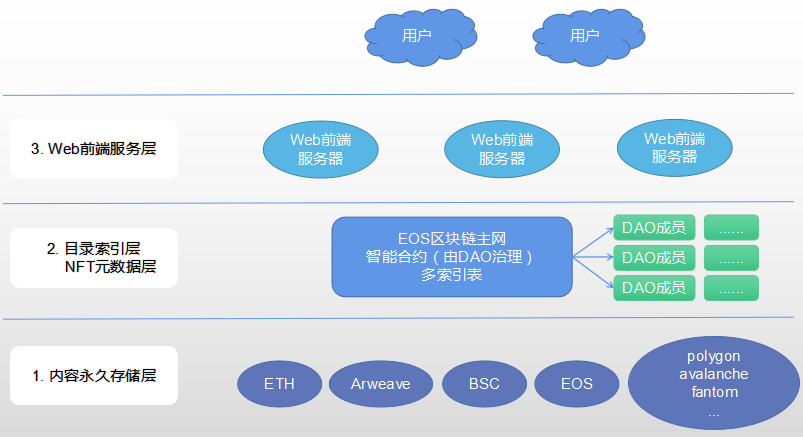 用户
用户
3. Web前端服务层
Web前端
服务器
Web前端
服务器
Web前端
服务器
2. 目录索引层
NFT元数据层
EOS区块链主网
智能合约（由DAO治理）
多索引表
DAO成员
......
DAO成员
......
DAO成员
......
1. 内容永久存储层
ETH
Arweave
BSC
EOS
polygon
avalanche
fantom
...